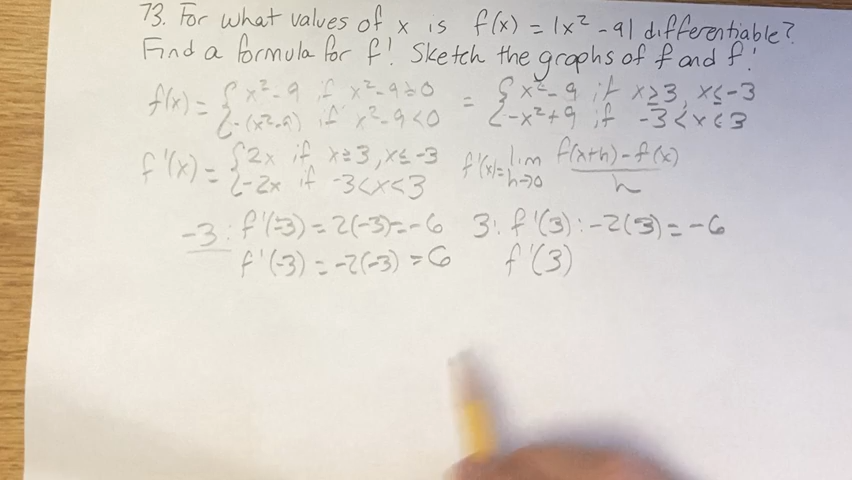 73. For what values of x is f(x) = |x² - 9| differentiable?
Find a formula for f'. Sketch the graphs of f and f'.
f(x) = { x² - 9 if x² - 9 ≥ 0 = { x² - 9 if x ≥ 3, x ≤ -3
-(x² - 9) if x² - 9 < 0 -x² + 9 if -3 < x < 3
f'(x) = { 2x if x ≥ 3, x ≤ -3 f'(x) = lim h→0 f(x+h) - f(x) / h
-2x if -3 < x < 3
-3: f'(-3) = 2(-3) = -6 3: f'(3): -2(3) = -6
f'(-3) = -2(-3) = 6 f'(3)